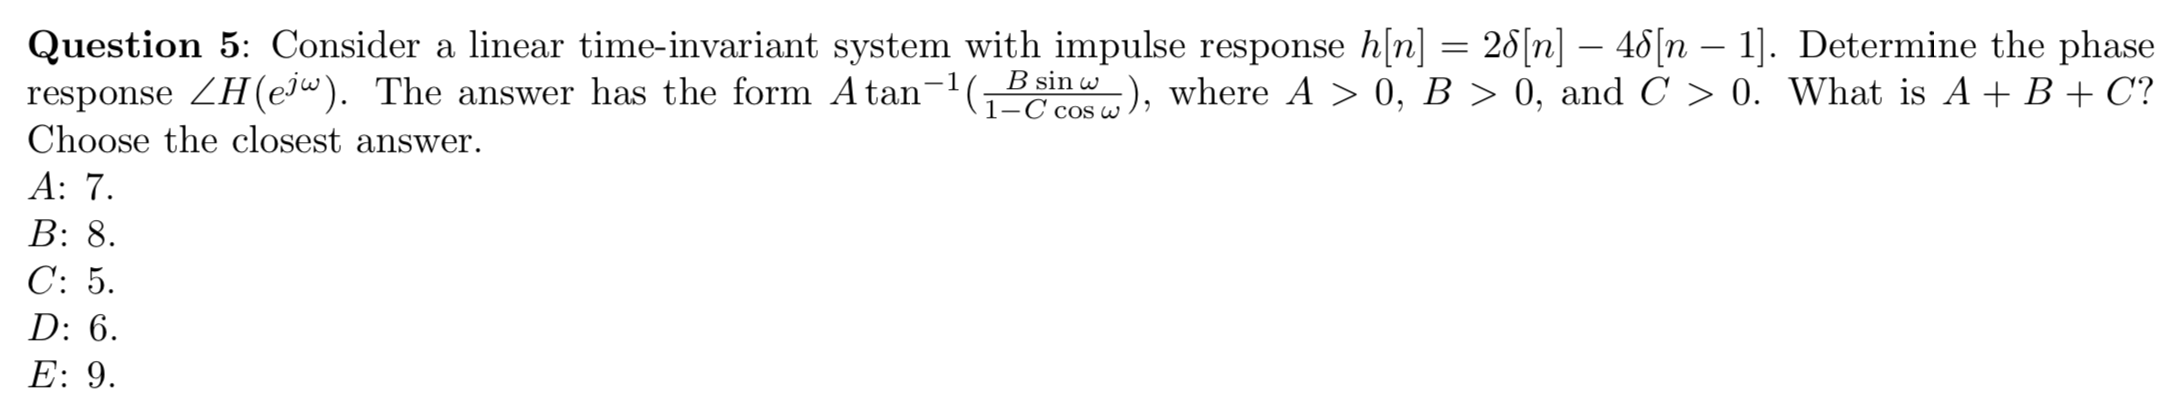 Question 5: Consider a linear time-invariant system with impulse response $h[n] = 2\delta[n] - 4\delta[n-1]$. Determine the phase
response $\angle H(e^{j\omega})$. The answer has the form $A\tan^{-1}(\frac{B\sin\omega}{1-C\cos\omega})$, where $A > 0$, $B > 0$, and $C > 0$. What is $A + B + C$?
Choose the closest answer.
A: 7.
B: 8.
C: 5.
D: 6.
E: 9.